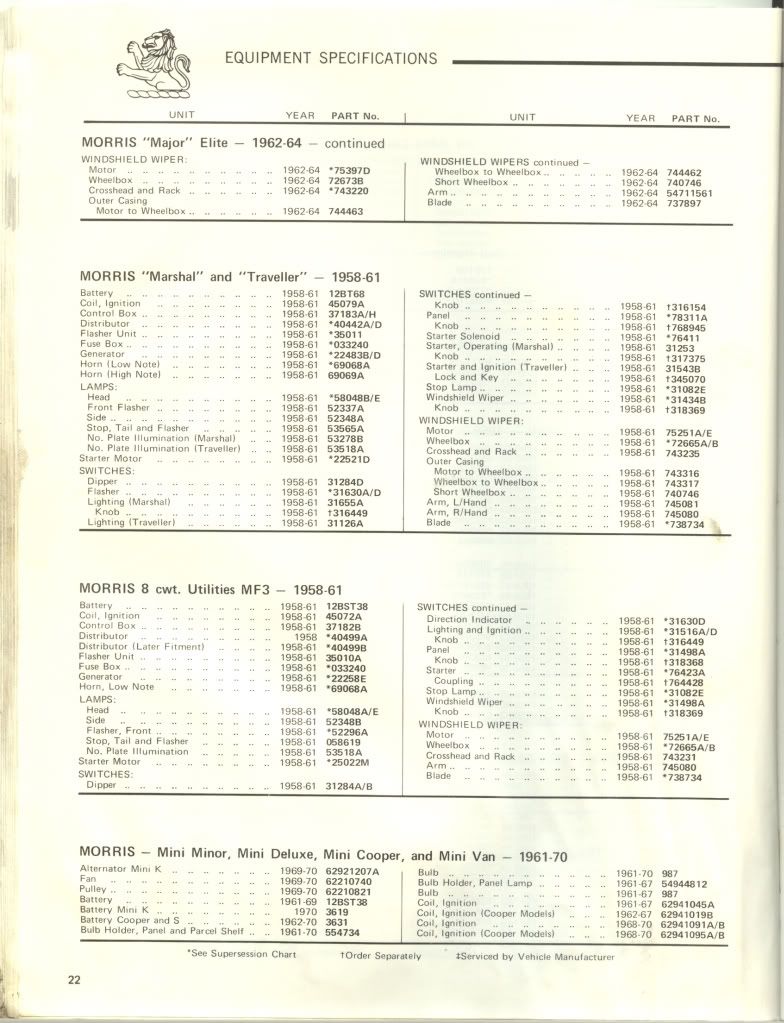 EQUIPMENT SPECIFICATIONS
UNIT YEAR PART No. UNIT YEAR PART No.
MORRIS "Major" Elite — 1962-64 — continued
WINDSHIELD WIPER:
Motor .. .. .. .. .. .. .. .. .. 1962-64 *75397D
Wheelbox .. .. .. .. .. .. .. .. 1962-64 72673B
Crosshead and Rack .. .. .. .. .. .. 1962-64 *743220
Outer Casing
Motor to Wheelbox .. .. .. .. .. 1962-64 744463
WINDSHIELD WIPERS continued —
Wheelbox to Wheelbox .. .. .. .. .. 1962-64 744462
Short Wheelbox .. .. .. .. .. .. 1962-64 740746
Arm .. .. .. .. .. .. .. .. .. 1962-64 54711561
Blade .. .. .. .. .. .. .. .. 1962-64 737897
MORRIS "Marshal" and "Traveller" — 1958-61
Battery .. .. .. .. .. .. .. .. .. 1958-61 12BT68
Coil, Ignition .. .. .. .. .. .. .. 1958-61 45079A
Control Box .. .. .. .. .. .. .. .. 1958-61 37183A/H
Distributor .. .. .. .. .. .. .. .. 1958-61 *40442A/D
Flasher Unit .. .. .. .. .. .. .. .. 1958-61 *35011
Fuse Box .. .. .. .. .. .. .. .. .. 1958-61 *033240
Generator .. .. .. .. .. .. .. .. 1958-61 *22483B/D
Horn (Low Note) .. .. .. .. .. .. .. 1958-61 *69068A
Horn (High Note) .. .. .. .. .. .. .. 1958-61 69069A
LAMPS:
Head .. .. .. .. .. .. .. .. .. 1958-61 *58048B/E
Front Flasher .. .. .. .. .. .. .. 1958-61 52337A
Side .. .. .. .. .. .. .. .. .. 1958-61 52348A
Stop, Tail and Flasher .. .. .. .. .. 1958-61 53565A
No. Plate Illumination (Marshal) .. .. 1958-61 53278B
No. Plate Illumination (Traveller) .. .. 1958-61 53518A
Starter Motor .. .. .. .. .. .. .. .. 1958-61 *22521D
SWITCHES:
Dipper .. .. .. .. .. .. .. .. .. 1958-61 31284D
Flasher .. .. .. .. .. .. .. .. .. 1958-61 *31630A/D
Lighting (Marshal) .. .. .. .. .. .. 1958-61 31655A
Knob .. .. .. .. .. .. .. .. .. 1958-61 †316449
Lighting (Traveller) .. .. .. .. .. .. 1958-61 31126A
SWITCHES continued —
Knob .. .. .. .. .. .. .. .. .. 1958-61 †316154
Panel .. .. .. .. .. .. .. .. .. 1958-61 *78311A
Knob .. .. .. .. .. .. .. .. .. 1958-61 †768945
Starter Solenoid .. .. .. .. .. .. .. 1958-61 *76411
Starter, Operating (Marshal) .. .. .. .. 1958-61 31253
Knob .. .. .. .. .. .. .. .. .. 1958-61 †317375
Starter and Ignition (Traveller) .. .. .. 1958-61 31543B
Lock and Key .. .. .. .. .. .. .. 1958-61 †345070
Stop Lamp .. .. .. .. .. .. .. .. 1958-61 *31082E
Windshield Wiper .. .. .. .. .. .. .. 1958-61 *31434B
Knob .. .. .. .. .. .. .. .. .. 1958-61 †318369
WINDSHIELD WIPER:
Motor .. .. .. .. .. .. .. .. .. 1958-61 75251A/E
Wheelbox .. .. .. .. .. .. .. .. 1958-61 *72665A/B
Crosshead and Rack .. .. .. .. .. .. 1958-61 743235
Outer Casing
Motor to Wheelbox .. .. .. .. .. .. 1958-61 743316
Wheelbox to Wheelbox .. .. .. .. .. 1958-61 743317
Short Wheelbox .. .. .. .. .. .. .. 1958-61 740746
Arm, L/Hand .. .. .. .. .. .. .. .. 1958-61 745081
Arm, R/Hand .. .. .. .. .. .. .. .. 1958-61 745080
Blade .. .. .. .. .. .. .. .. .. 1958-61 *738734
MORRIS 8 cwt. Utilities MF3 — 1958-61
Battery .. .. .. .. .. .. .. .. .. 1958-61 12BST38
Coil, Ignition .. .. .. .. .. .. .. 1958-61 45072A
Control Box .. .. .. .. .. .. .. .. 1958-61 37182B
Distributor .. .. .. .. .. .. .. .. 1958 *40499A
Distributor (Later Fitment) .. .. .. .. 1958-61 *40499B
Flasher Unit .. .. .. .. .. .. .. .. 1958-61 35010A
Fuse Box .. .. .. .. .. .. .. .. .. 1958-61 *033240
Generator .. .. .. .. .. .. .. .. 1958-61 *22258E
Horn, Low Note .. .. .. .. .. .. .. 1958-61 *69068A
LAMPS:
Head .. .. .. .. .. .. .. .. .. 1958-61 *58048A/E
Side .. .. .. .. .. .. .. .. .. 1958-61 52348B
Flasher, Front .. .. .. .. .. .. .. 1958-61 *52296A
Stop, Tail and Flasher .. .. .. .. .. 1958-61 058619
No. Plate Illumination .. .. .. .. .. 1958-61 53518A
Starter Motor .. .. .. .. .. .. .. .. 1958-61 *25022M
SWITCHES:
Dipper .. .. .. .. .. .. .. .. .. 1958-61 31284A/B
SWITCHES continued —
Direction Indicator .. .. .. .. .. .. 1958-61 *31630D
Lighting and Ignition .. .. .. .. .. .. 1958-61 *31516A/D
Knob .. .. .. .. .. .. .. .. .. 1958-61 †316449
Panel .. .. .. .. .. .. .. .. .. 1958-61 *31498A
Knob .. .. .. .. .. .. .. .. .. 1958-61 †318368
Starter .. .. .. .. .. .. .. .. .. 1958-61 *76423A
Coupling .. .. .. .. .. .. .. .. 1958-61 †764428
Stop Lamp .. .. .. .. .. .. .. .. 1958-61 *31082E
Windshield Wiper .. .. .. .. .. .. .. 1958-61 *31498A
Knob .. .. .. .. .. .. .. .. .. 1958-61 †318369
WINDSHIELD WIPER:
Motor .. .. .. .. .. .. .. .. .. 1958-61 75251A/E
Wheelbox .. .. .. .. .. .. .. .. 1958-61 *72665A/B
Crosshead and Rack .. .. .. .. .. .. 1958-61 743231
Arm .. .. .. .. .. .. .. .. .. 1958-61 745080
Blade .. .. .. .. .. .. .. .. .. 1958-61 *738734
MORRIS — Mini Minor, Mini Deluxe, Mini Cooper, and Mini Van — 1961-70
Alternator Mini K .. .. .. .. .. .. .. 1969-70 62921207A
Fan .. .. .. .. .. .. .. .. .. .. 1969-70 62210740
Pulley .. .. .. .. .. .. .. .. .. .. 1969-70 62210821
Battery .. .. .. .. .. .. .. .. .. 1961-69 12BST38
Battery Mini K .. .. .. .. .. .. .. 1970 3619
Battery Cooper and S .. .. .. .. .. .. 1962-70 3631
Bulb Holder, Panel and Parcel Shelf .. .. 1961-70 554734
Bulb .. .. .. .. .. .. .. .. .. 1961-70 987
Bulb Holder, Panel Lamp .. .. .. .. .. 1961-67 54944812
Bulb .. .. .. .. .. .. .. .. .. 1961-67 987
Coil, Ignition .. .. .. .. .. .. .. 1961-67 62941045A
Coil, Ignition (Cooper Models) .. .. .. 1962-67 62941019B
Coil, Ignition .. .. .. .. .. .. .. 1968-70 62941091A/B
Coil, Ignition (Cooper Models) .. .. .. 1968-70 62941095A/B
*See Supersession Chart †Order Separately ‡Serviced by Vehicle Manufacturer
22